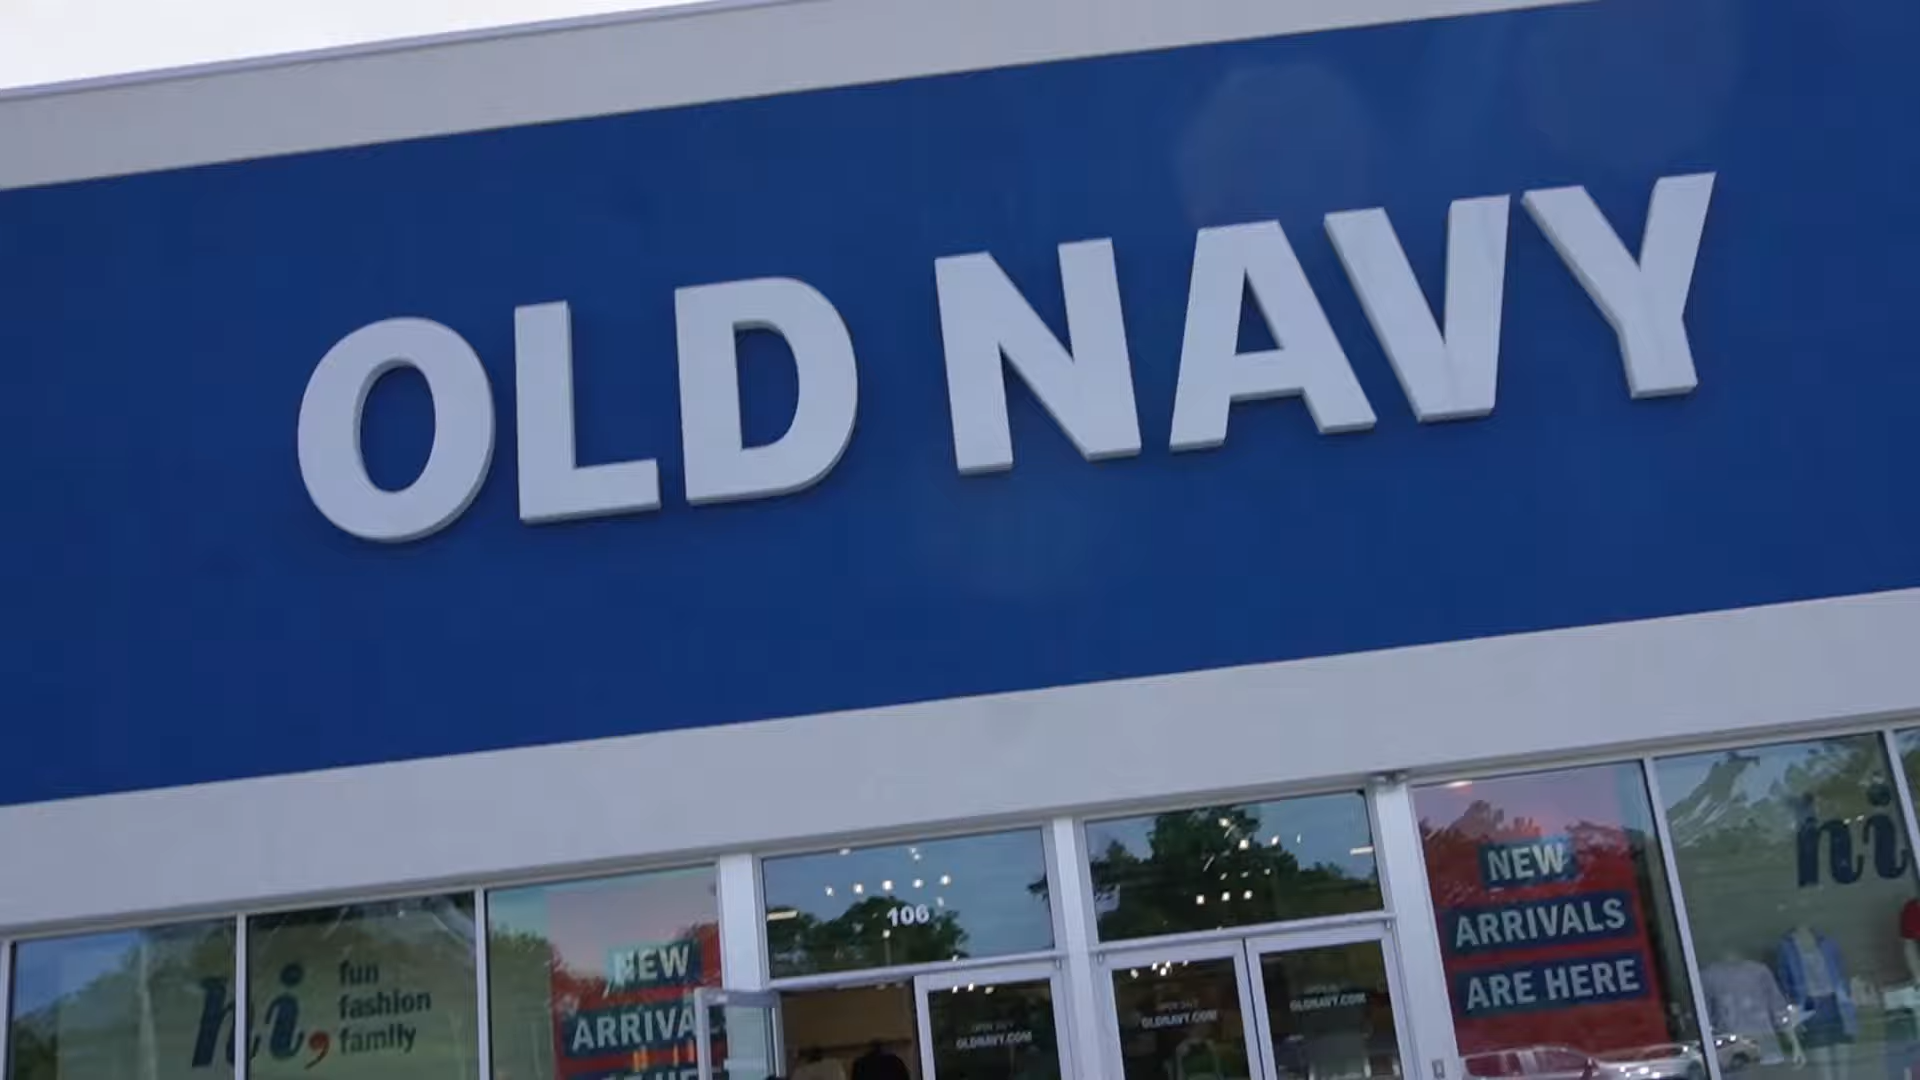 OLD NAVY
hi,
fun
fashion
family
NEW
ARRIVA
106
OLDNAVY.COM
OLDNAVY.COM
OLDNAVY.COM
NEW
ARRIVALS
ARE HERE
hi